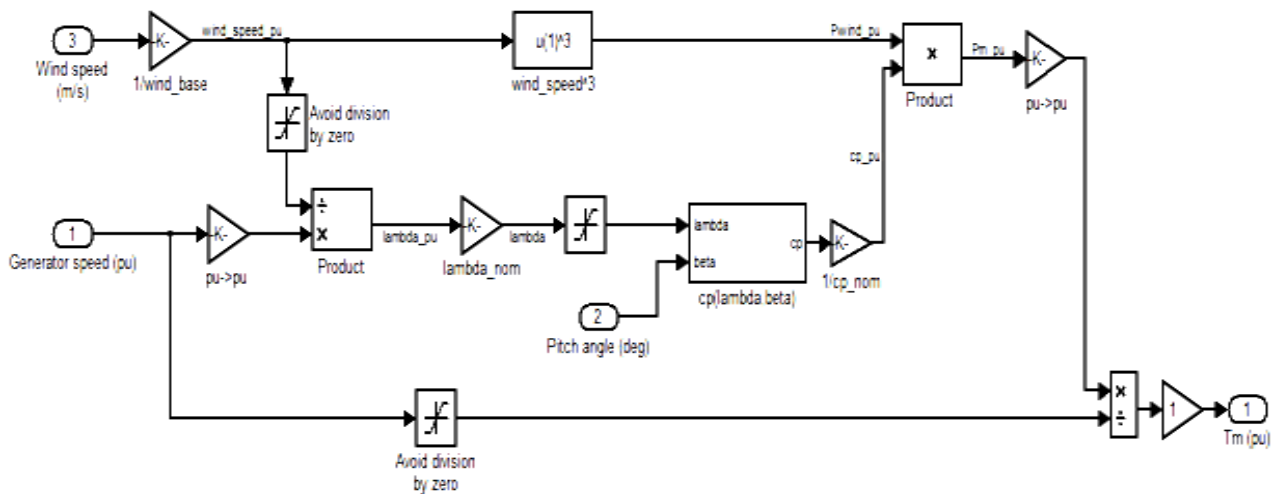 3
Wind speed
(m/s)
-K-
1/wind_base
wind_speed_pu
u(1)^3
wind_speed^3
Pwind_pu
x
Product
Pm_pu
-K-
pu->pu
Avoid division
by zero
cp_pu
1
Generator speed (pu)
-K-
pu->pu
÷
×
Product
lambda_pu
-K-
lambda_nom
lambda
lambda
beta
cp
cp(lambda.beta)
-K-
1/cp_nom
2
Pitch angle (deg)
Avoid division
by zero
×
÷
1
1
Tm (pu)